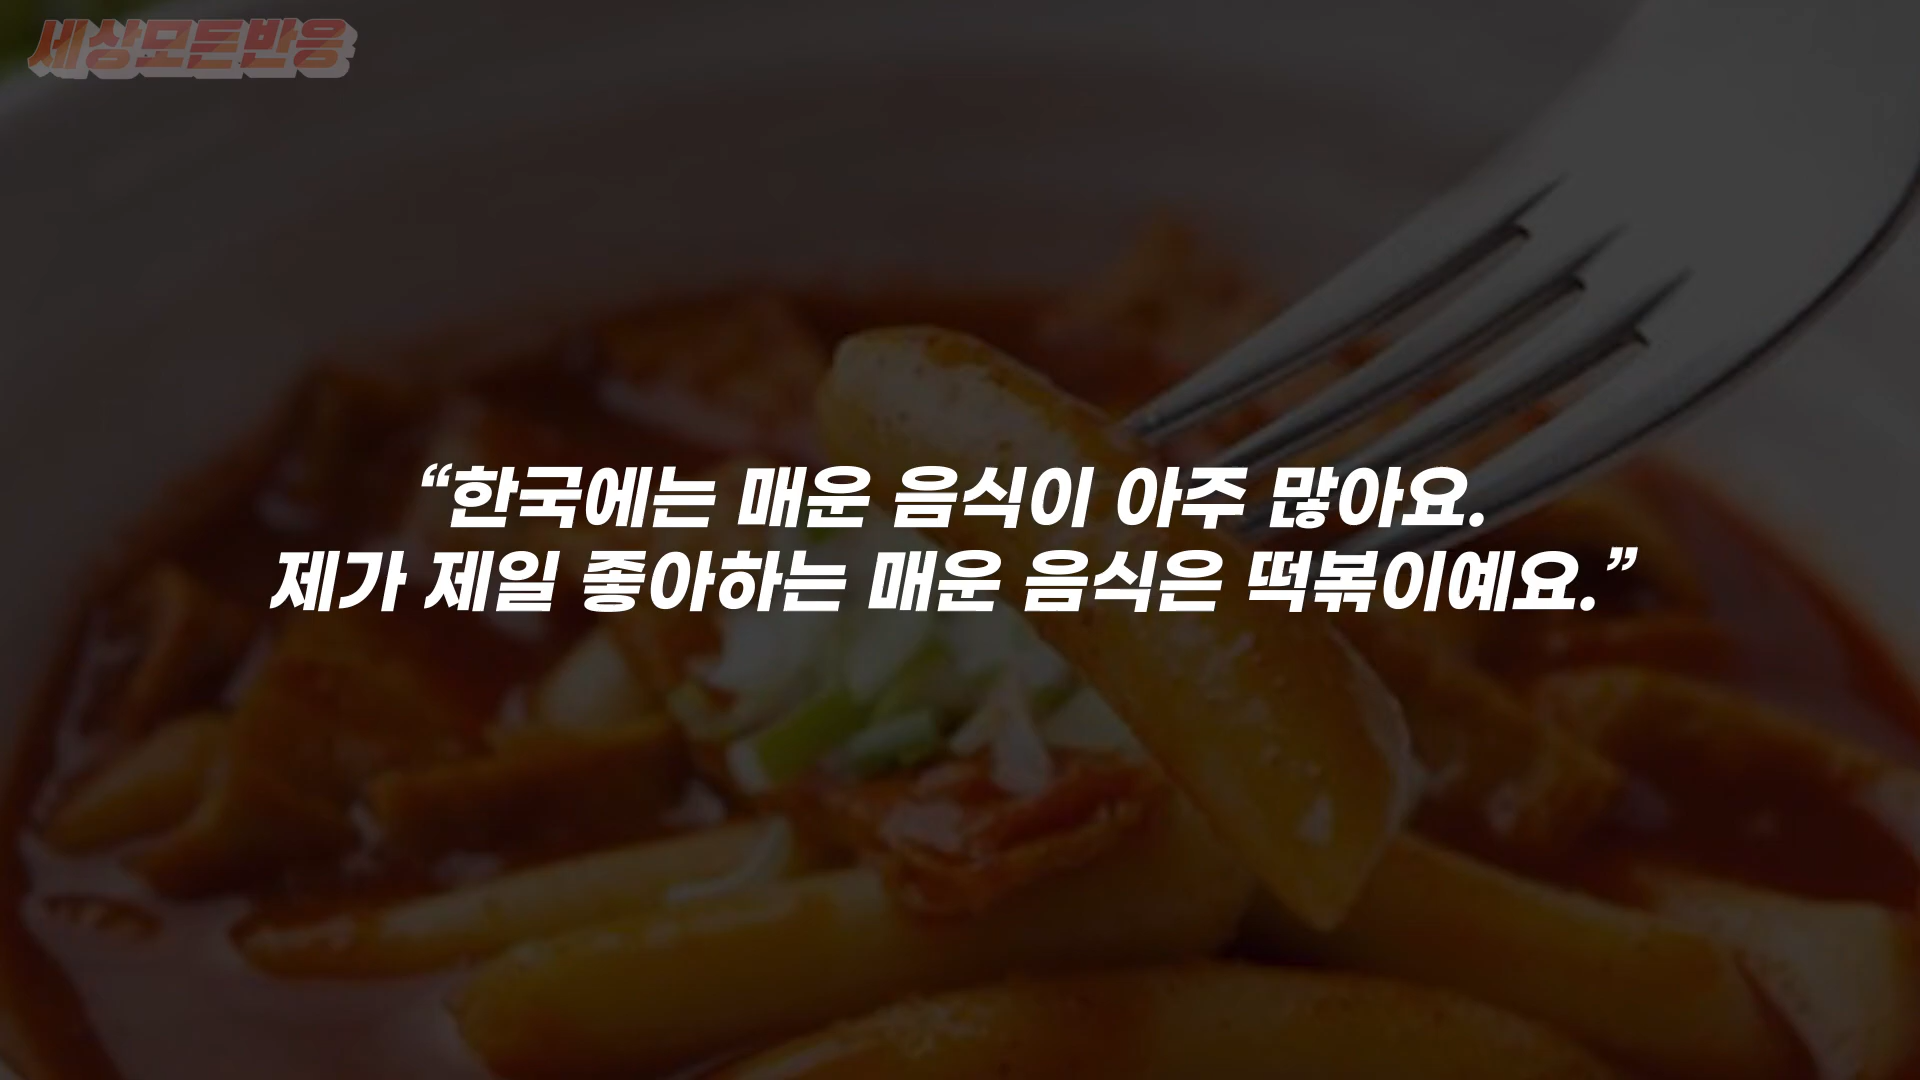 세상모든반응
“한국에는 매운 음식이 아주 많아요.
제가 제일 좋아하는 매운 음식은 떡볶이예요.”